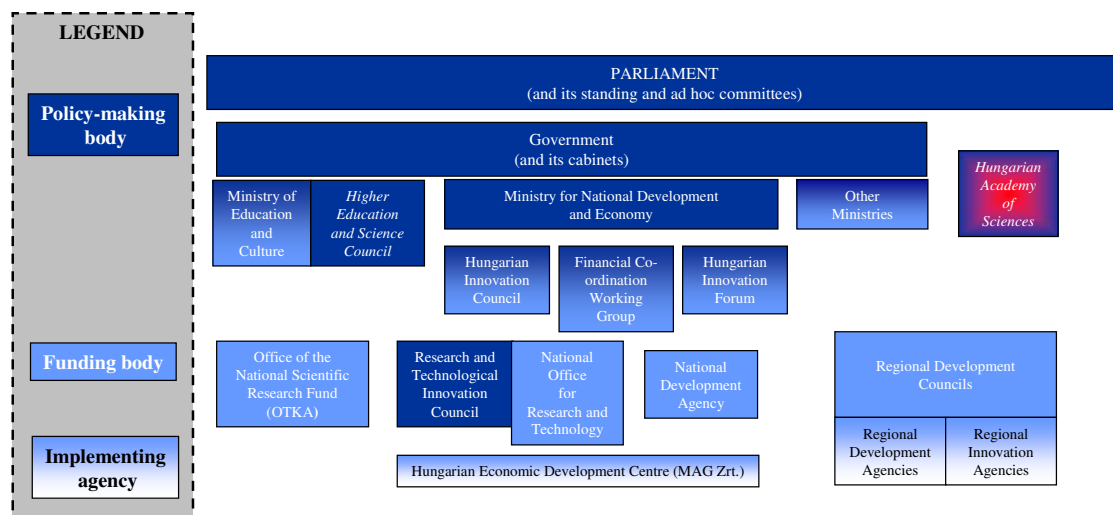 LEGEND
Policy-making
body
Funding body
Implementing
agency
PARLIAMENT
(and its standing and ad hoc committees)
Government
(and its cabinets)
Ministry of
Education
and
Culture
Higher
Education
and Science
Council
Ministry for National Development
and Economy
Other
Ministries
Hungarian
Academy
of
Sciences
Hungarian
Innovation
Council
Financial Co-
ordination
Working
Group
Hungarian
Innovation
Forum
Office of the
National Scientific
Research Fund
(OTKA)
Research and
Technological
Innovation
Council
National
Office
for
Research and
Technology
National
Development
Agency
Regional Development
Councils
Regional
Development
Agencies
Regional
Innovation
Agencies
Hungarian Economic Development Centre (MAG Zrt.)